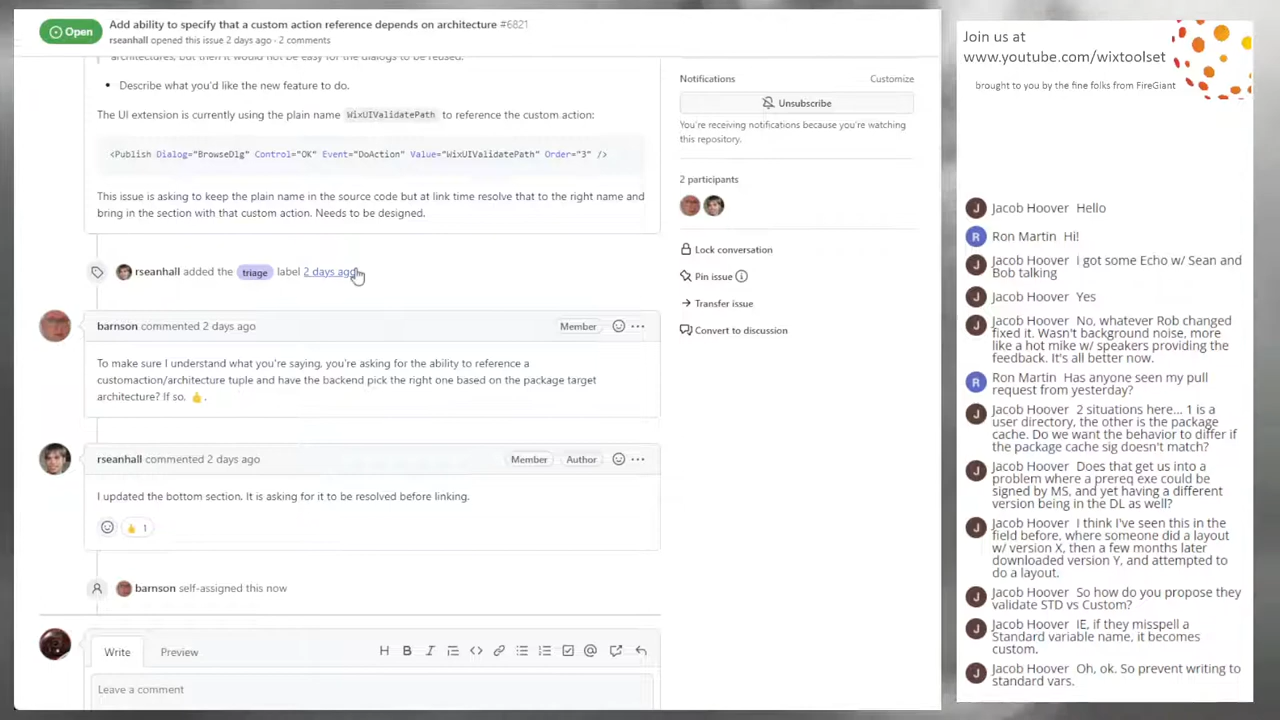 Open
Add ability to specify that a custom action reference depends on architecture #6821
rseanhall opened this issue 2 days ago · 2 comments
architectures, but then it would not be easy for the dialogs to be reused.
• Describe what you'd like the new feature to do.
The UI extension is currently using the plain name WixUIValidatePath to reference the custom action:
<Publish Dialog="BrowseDlg" Control="OK" Event="DoAction" Value="WixUIValidatePath" Order="3" />
This issue is asking to keep the plain name in the source code but at link time resolve that to the right name and
bring in the section with that custom action. Needs to be designed.
rseanhall added the triage label 2 days ago
barnson commented 2 days ago
Member
To make sure I understand what you're saying, you're asking for the ability to reference a
customaction/architecture tuple and have the backend pick the right one based on the package target
architecture? If so, 👍.
rseanhall commented 2 days ago
Member
Author
I updated the bottom section. It is asking for it to be resolved before linking.
👍 1
barnson self-assigned this now
Write
Preview
H B I
Leave a comment
Notifications
Customize
Unsubscribe
You're receiving notifications because you're watching
this repository.
2 participants
Lock conversation
Pin issue
Transfer issue
Convert to discussion
Join us at
www.youtube.com/wixtoolset
brought to you by the fine folks from FireGiant
J Jacob Hoover Hello
R Ron Martin Hi!
J Jacob Hoover I got some Echo w/ Sean and
Bob talking
J Jacob Hoover Yes
J Jacob Hoover No, whatever Rob changed
fixed it. Wasn't background noise, more
like a hot mike w/ speakers providing the
feedback. It's all better now.
R Ron Martin Has anyone seen my pull
request from yesterday?
J Jacob Hoover 2 situations here... 1 is a
user directory, the other is the package
cache. Do we want the behavior to differ if
the package cache sig doesn't match?
J Jacob Hoover Does that get us into a
problem where a prereq exe could be
signed by MS, and yet having a different
version being in the DL as well?
J Jacob Hoover I think I've seen this in the
field before, where someone did a layout
w/ version X, then a few months later
downloaded version Y, and attempted to
do a layout.
J Jacob Hoover So how do you propose they
validate STD vs Custom?
J Jacob Hoover IE, if they misspell a
Standard variable name, it becomes
custom.
J Jacob Hoover Oh, ok. So prevent writing to
standard vars.